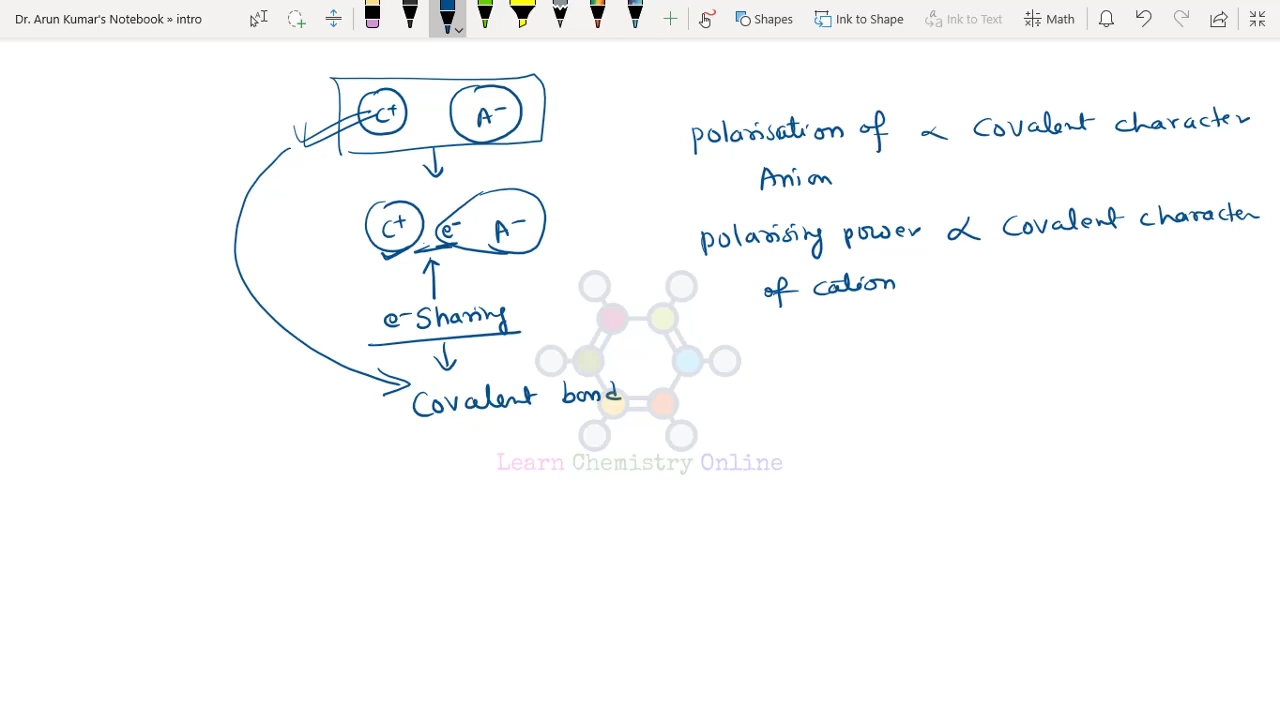 Dr. Arun Kumar's Notebook » intro
Shapes
Ink to Shape
Ink to Text
Math
C+ A−
C+ e− A−
e− Sharing
Covalent bond
polarisation of ∝ Covalent character
Anion
polarising power ∝ Covalent character
of cation
Learn Chemistry Online